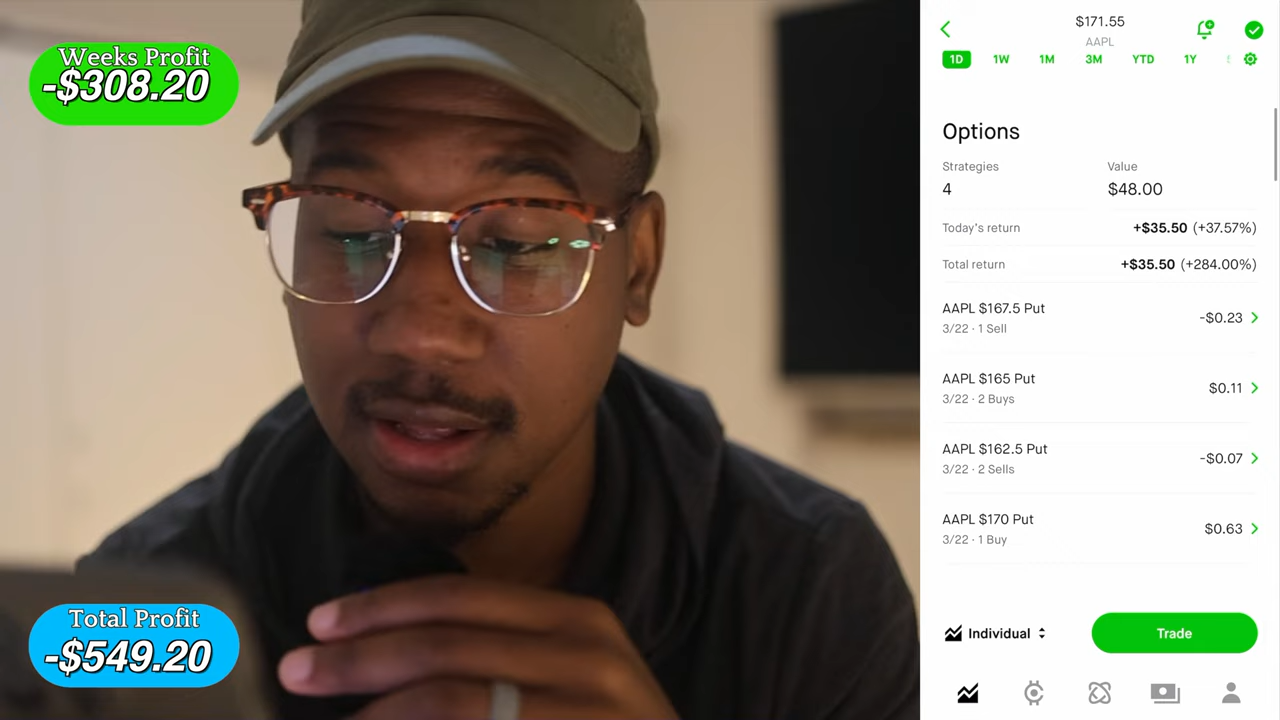 Weeks Profit
-$308.20
Total Profit
-$549.20
$171.55
AAPL
1D 1W 1M 3M YTD 1Y
Options
Strategies Value
4 $48.00
Today's return +$35.50 (+37.57%)
Total return +$35.50 (+284.00%)
AAPL $167.5 Put
3/22 · 1 Sell
-$0.23
AAPL $165 Put
3/22 · 2 Buys
$0.11
AAPL $162.5 Put
3/22 · 2 Sells
-$0.07
AAPL $170 Put
3/22 · 1 Buy
$0.63
Individual
Trade